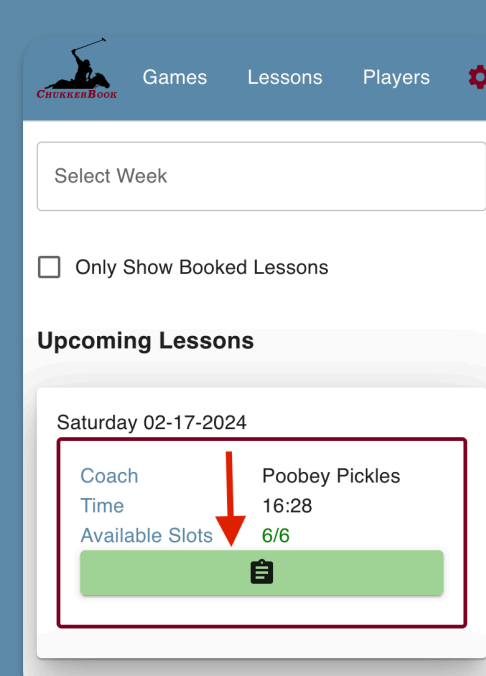 CHUKKERBOOK
Games Lessons Players
Select Week
Only Show Booked Lessons
Upcoming Lessons
Saturday 02-17-2024
Coach Poobey Pickles
Time 16:28
Available Slots 6/6